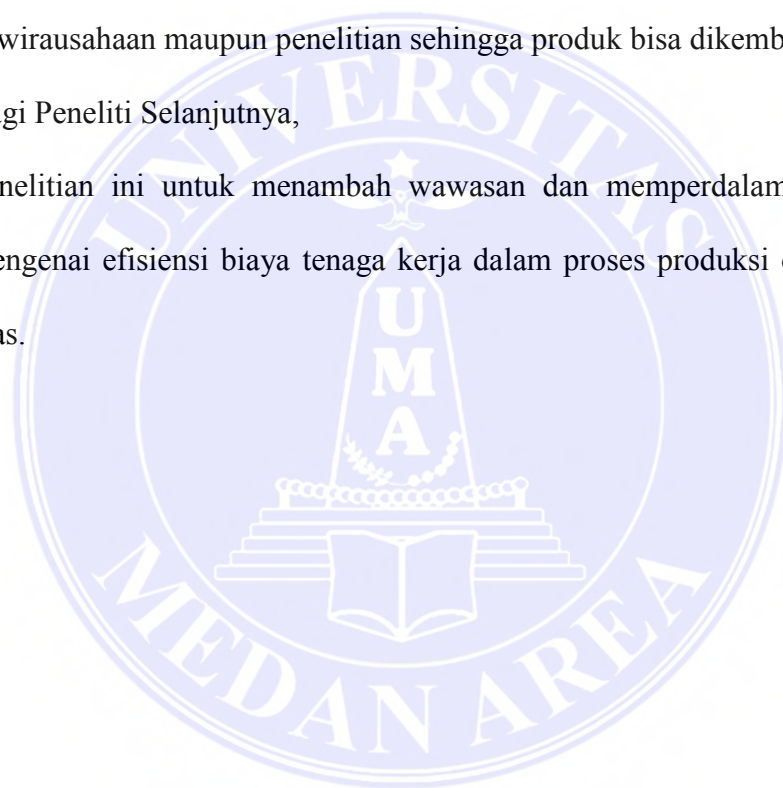 wirausahaan maupun penelitian sehingga produk bisa dikemb
gi Peneliti Selanjutnya,
nelitian ini untuk menambah wawasan dan memperdalam
engenai efisiensi biaya tenaga kerja dalam proses produksi
as.
UNIVERSITAS
UMA
MEDAN AREA